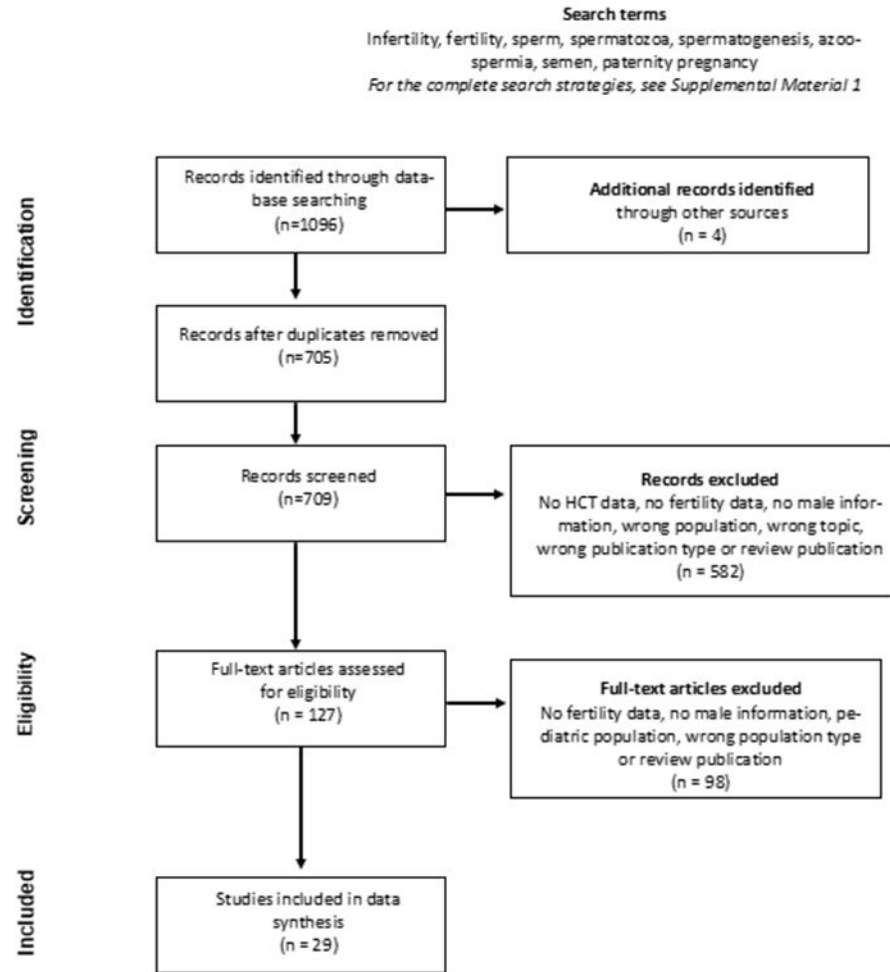 Search terms
Infertility, fertility, sperm, spermatozoa, spermatogenesis, azoo-
spermia, semen, paternity pregnancy
For the complete search strategies, see Supplemental Material 1
Identification
Records identified through data-
base searching
(n=1096)
Additional records identified
through other sources
(n = 4)
Records after duplicates removed
(n=705)
Screening
Records screened
(n=709)
Records excluded
No HCT data, no fertility data, no male infor-
mation, wrong population, wrong topic,
wrong publication type or review publication
(n = 582)
Eligibility
Full-text articles assessed
for eligibility
(n = 127)
Full-text articles excluded
No fertility data, no male information, pe-
diatric population, wrong population type
or review publication
(n = 98)
Included
Studies included in data
synthesis
(n = 29)